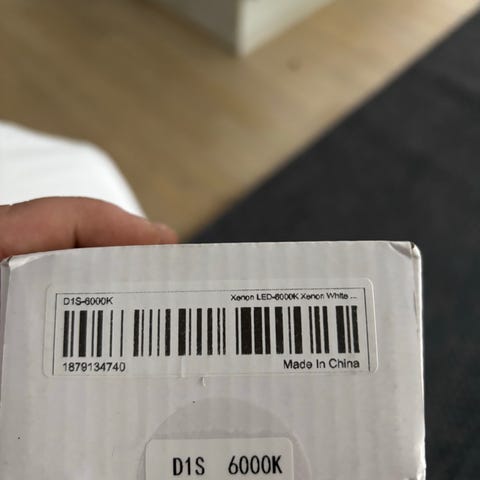 D1S-6000K
Xenon LED-6000K Xenon White ...
1879134740
Made In China
D1S 6000K